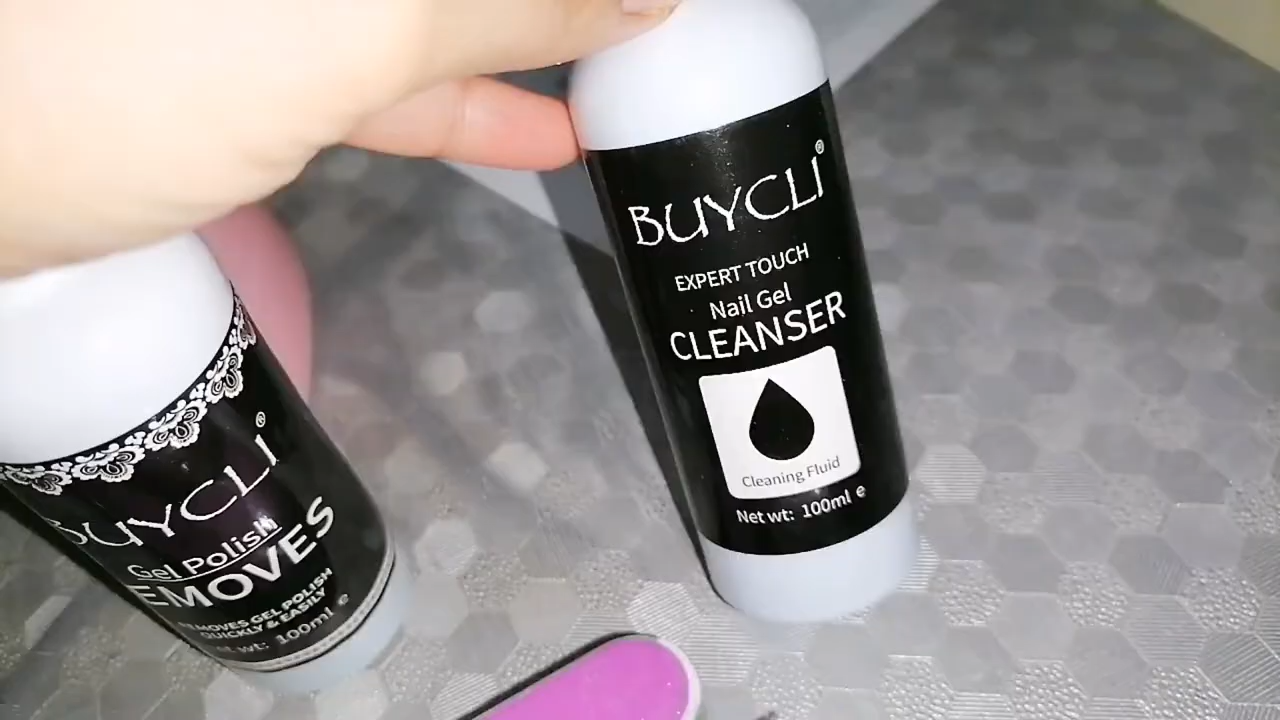 BUYCLI®
EXPERT TOUCH
Nail Gel
CLEANSER
Cleaning Fluid
Net wt: 100ml e
BUYCLI®
Gel Polish
EMOVES
REMOVES GEL POLISH
QUICKLY & EASILY
et wt: 100ml e